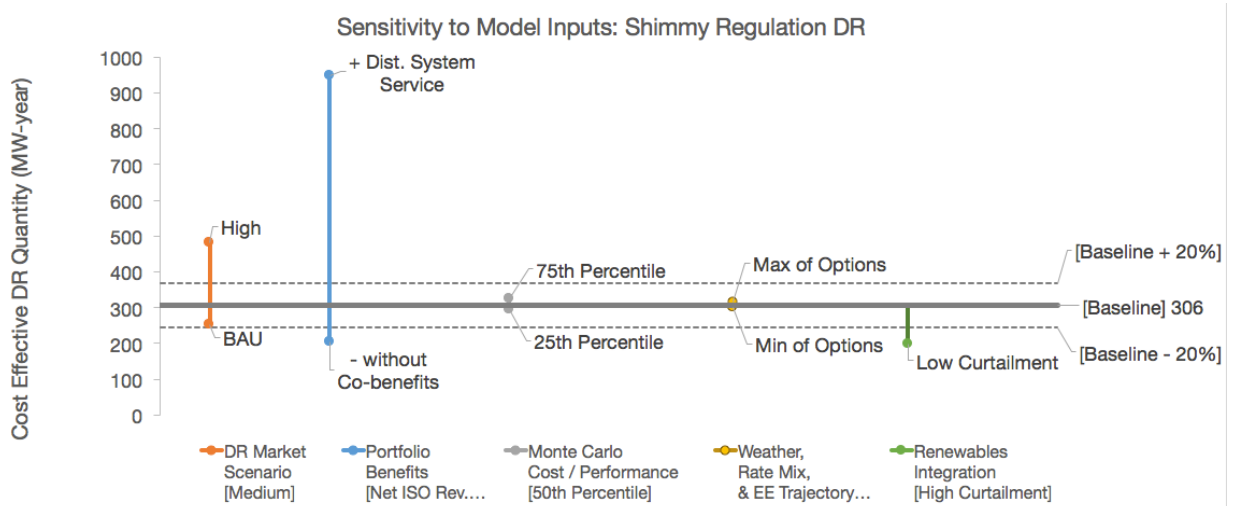 Sensitivity to Model Inputs: Shimmy Regulation DR
Cost Effective DR Quantity (MW-year)
1000
900
800
700
600
500
400
300
200
100
0
+ Dist. System
Service
High
BAU
- without
Co-benefits
75th Percentile
25th Percentile
Max of Options
Min of Options
Low Curtailment
[Baseline + 20%]
[Baseline] 306
[Baseline - 20%]
DR Market
Scenario
[Medium]
Portfolio
Benefits
[Net ISO Rev....
Monte Carlo
Cost / Performance
[50th Percentile]
Weather,
Rate Mix,
& EE Trajectory...
Renewables
Integration
[High Curtailment]